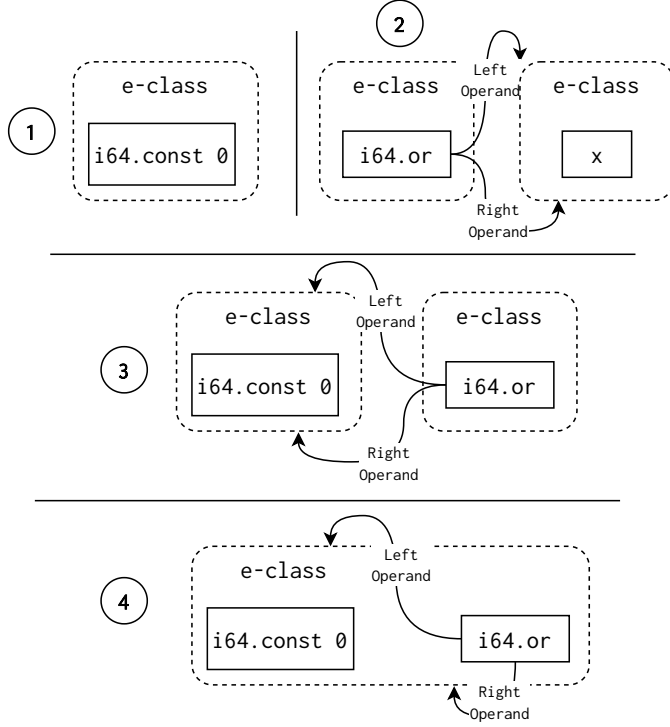 1
e-class
i64.const 0
2
e-class
i64.or
Left
Operand
Right
Operand
e-class
x
3
e-class
i64.const 0
Left
Operand
Right
Operand
e-class
i64.or
4
e-class
i64.const 0
Left
Operand
i64.or
Right
Operand